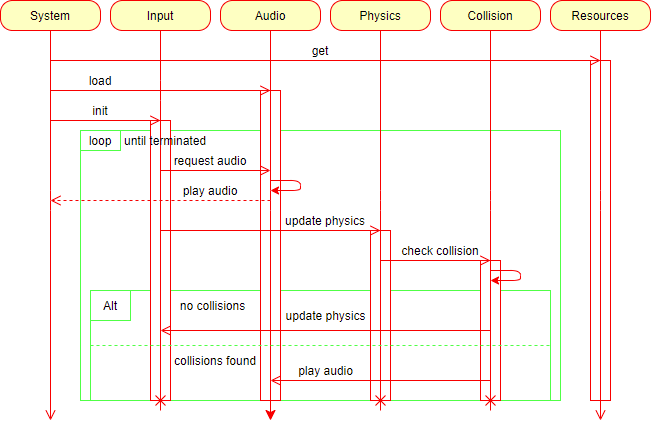 System
Input
Audio
Physics
Collision
Resources
get
load
init
loop
until terminated
request audio
play audio
update physics
check collision
Alt
no collisions
update physics
collisions found
play audio